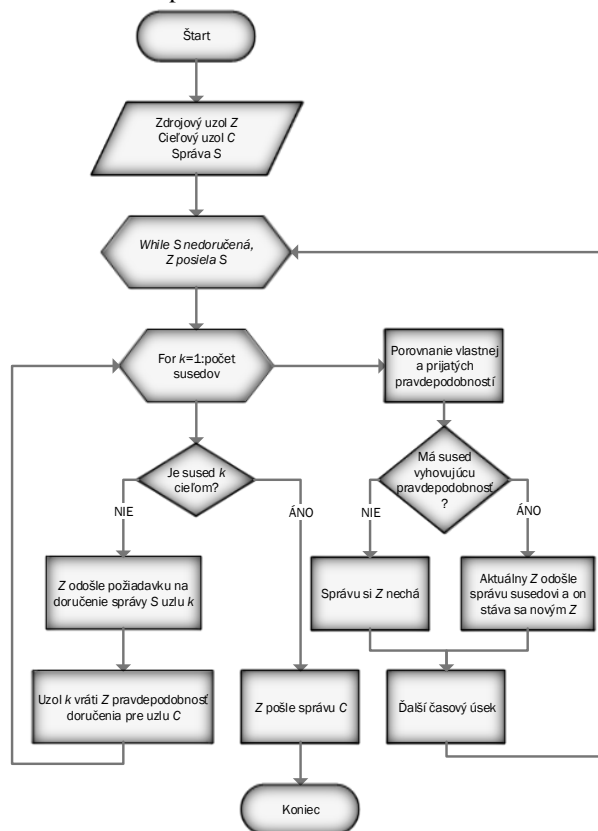 Štart
Zdrojový uzol Z
Cieľový uzol C
Správa S
While S nedoručená,
Z posiela S
For k=1:počet
susedov
Porovnanie vlastnej
a prijatých
pravdepodobností
Je sused k
cieľom?
Má sused
vyhovujúcu
pravdepodobnosť
?
NIE
ÁNO
NIE
ÁNO
Z odošle požiadavku na
doručenie správy S uzlu k
Správu si Z nechá
Aktuálny Z odošle
správu susedovi a on
stáva sa novým Z
Uzol k vráti Z pravdepodobnosť
doručenia pre uzlu C
Z pošle správu C
Ďalší časový úsek
Koniec